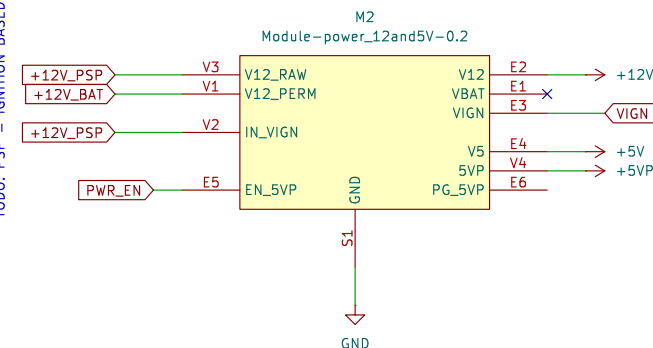 M2
Module-power_12and5V-0.2
+12V_PSP V3 V12_RAW V12 E2 +12V
+12V_BAT V1 V12_PERM VBAT E1
VIGN E3 VIGN
+12V_PSP V2 IN_VIGN
V5 E4 +5V
5VP V4 +5VP
PWR_EN E5 EN_5VP PG_5VP E6
GND
S1
GND
TODO: PSP - IGNITION BASED